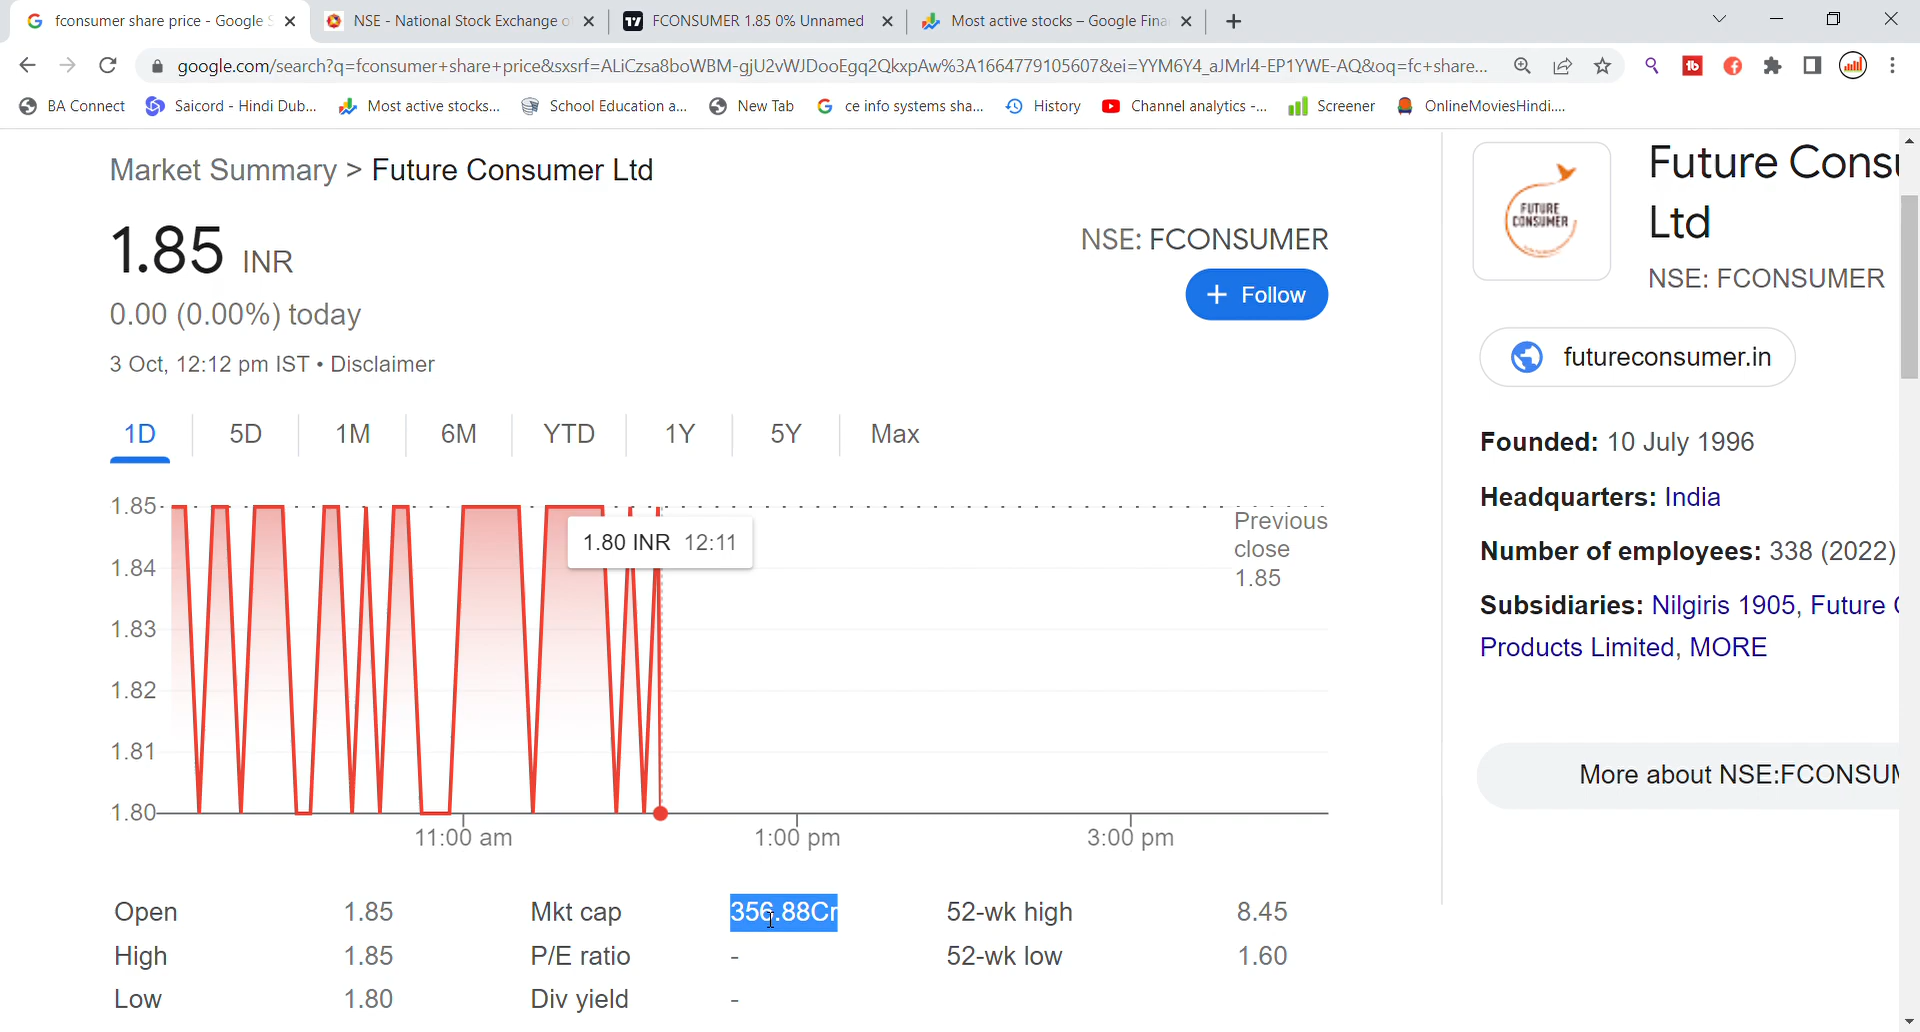 fconsumer share price - Google S
NSE - National Stock Exchange o
FCONSUMER 1.85 0% Unnamed
Most active stocks – Google Fina
google.com/search?q=fconsumer+share+price&sxsrf=ALiCzsa8boWBM-gjU2vWJDooEgq2QkxpAw%3A1664779105607&ei=YYM6Y4_aJMrl4-EP1YWE-AQ&oq=fc+share...
BA Connect
Saicord - Hindi Dub...
Most active stocks...
School Education a...
New Tab
ce info systems sha...
History
Channel analytics -...
Screener
OnlineMoviesHindi....
Market Summary > Future Consumer Ltd
1.85 INR
NSE: FCONSUMER
+ Follow
0.00 (0.00%) today
3 Oct, 12:12 pm IST • Disclaimer
1D 5D 1M 6M YTD 1Y 5Y Max
1.85
1.84
1.83
1.82
1.81
1.80
1.80 INR 12:11
Previous
close
1.85
11:00 am 1:00 pm 3:00 pm
Open 1.85 Mkt cap 356.88Cr 52-wk high 8.45
High 1.85 P/E ratio - 52-wk low 1.60
Low 1.80 Div yield -
FUTURE
CONSUMER
Future Consu
Ltd
NSE: FCONSUMER
futureconsumer.in
Founded: 10 July 1996
Headquarters: India
Number of employees: 338 (2022)
Subsidiaries: Nilgiris 1905, Future
Products Limited, MORE
More about NSE:FCONSUM